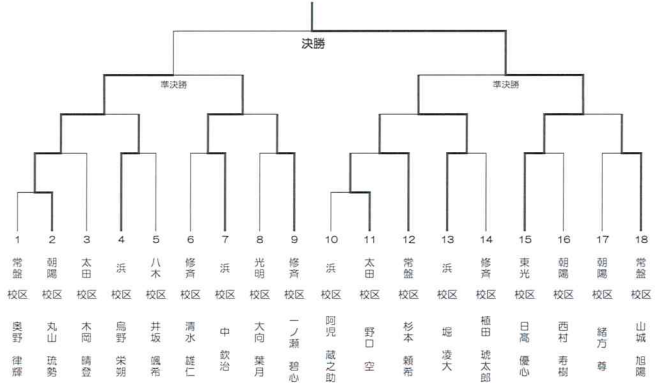 決勝
準決勝 準決勝
1 2 3 4 5 6 7 8 9 10 11 12 13 14 15 16 17 18
常盤 朝陽 太田 浜 八木 修斉 浜 光明 修斉 浜 太田 常盤 浜 修斉 東光 朝陽 朝陽 常盤
校区 校区 校区 校区 校区 校区 校区 校区 校区 校区 校区 校区 校区 校区 校区 校区 校区 校区
奥野 律輝 丸山 琉勢 木岡 晴登 烏野 栄朔 井坂 颯希 清水 雄仁 中 欽治 大向 葉月 一ノ瀬 碧心 阿児 蔵之助 野口 空 杉本 頼希 堀 凌大 植田 琥太郎 日高 優心 西村 寿樹 緒方 尊 山城 旭陽